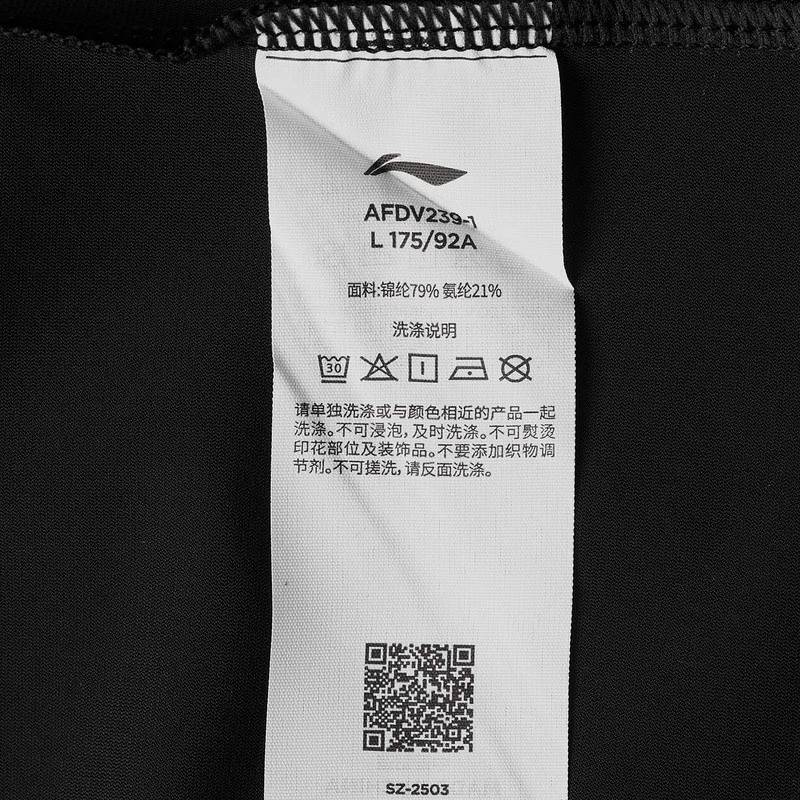 AFDV239-1
L 175/92A
面料:锦纶79% 氨纶21%
洗涤说明
30
请单独洗涤或与颜色相近的产品一起
洗涤。不可浸泡，及时洗涤。不可熨烫
印花部位及装饰品。不要添加织物调
节剂。不可搓洗，请反面洗涤。
SZ-2503